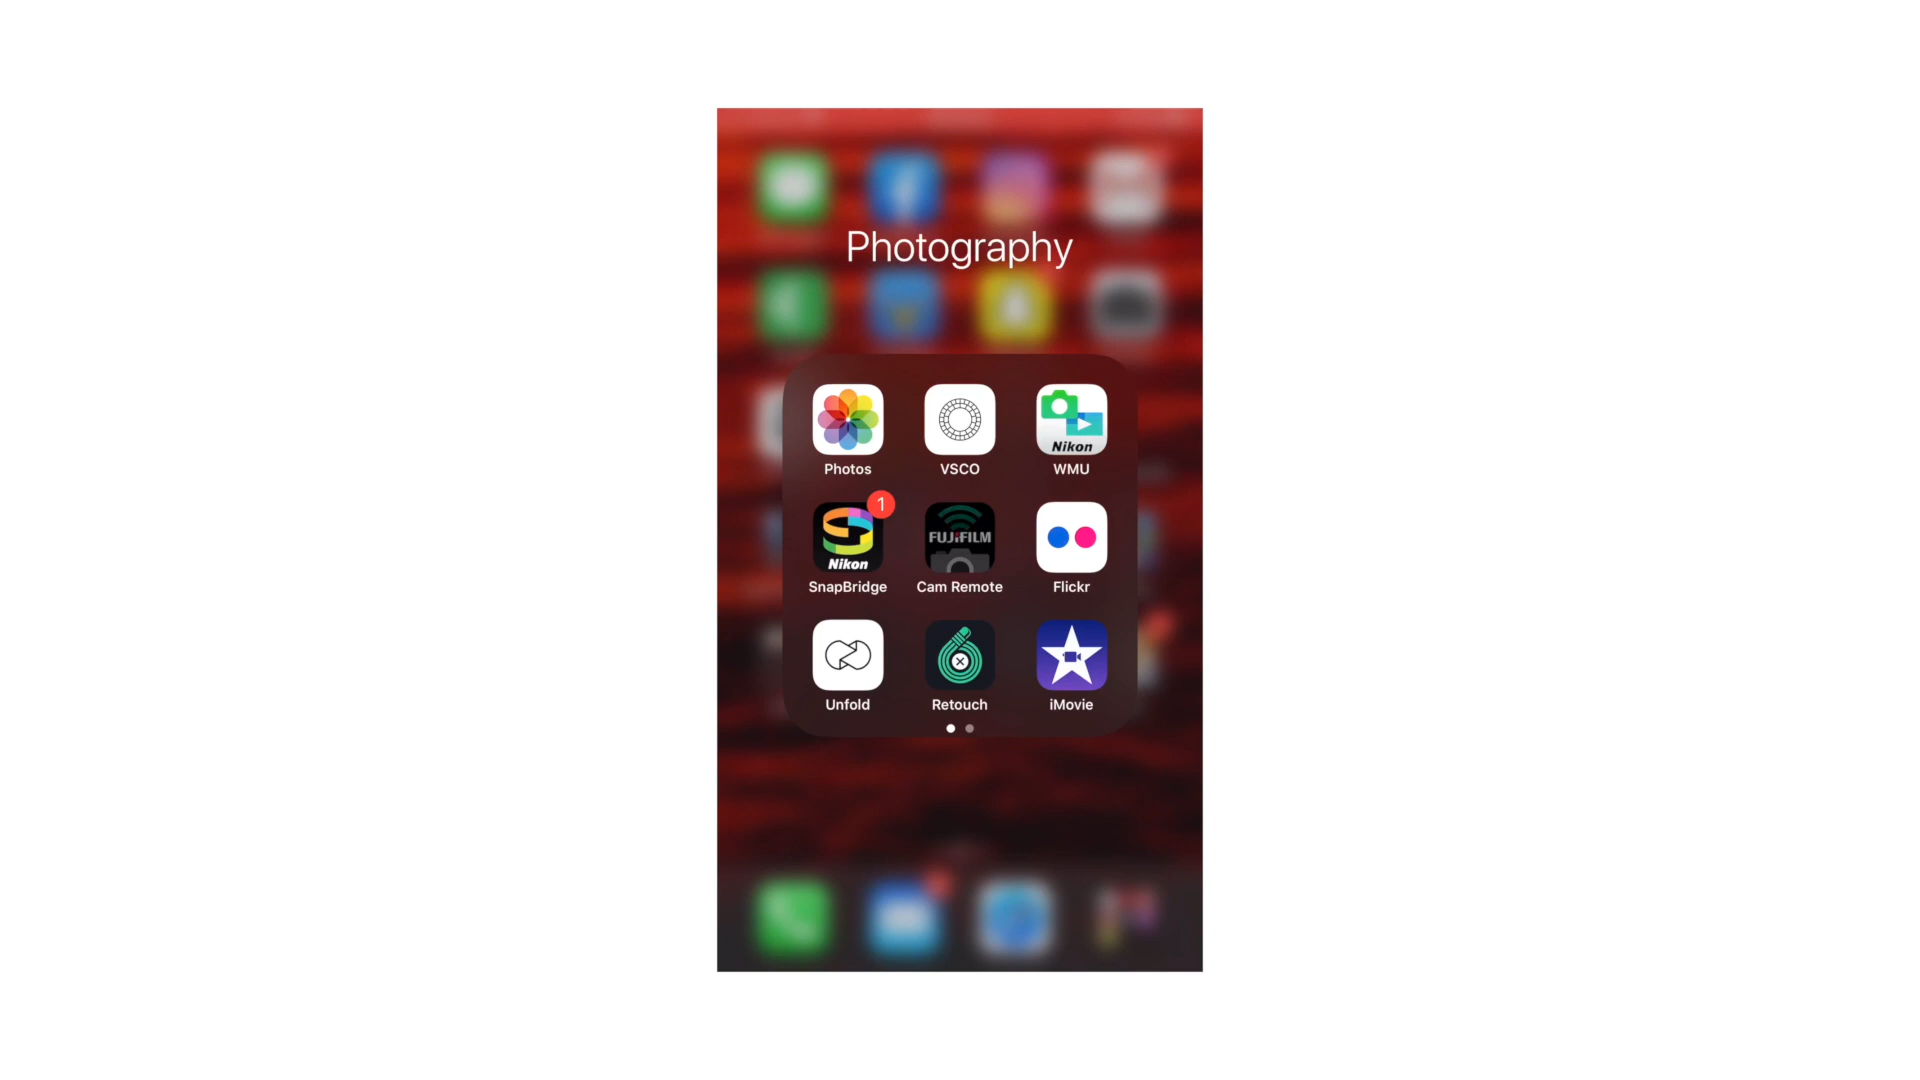 Photography
Nikon
Photos VSCO WMU
1
Nikon
FUJIFILM
SnapBridge Cam Remote Flickr
Unfold Retouch iMovie